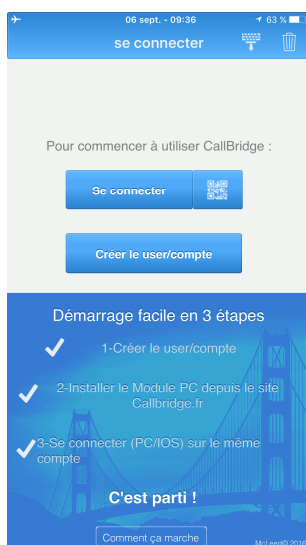 06 sept. - 09:36
63 %
se connecter
Pour commencer à utiliser CallBridge :
Se connecter
Créer le user/compte
Démarrage facile en 3 étapes
1-Créer le user/compte
2-Installer le Module PC depuis le site
Callbridge.fr
3-Se connecter (PC/IOS) sur le même
compte
C'est parti !
Comment ça marche
McLeerd© 2016